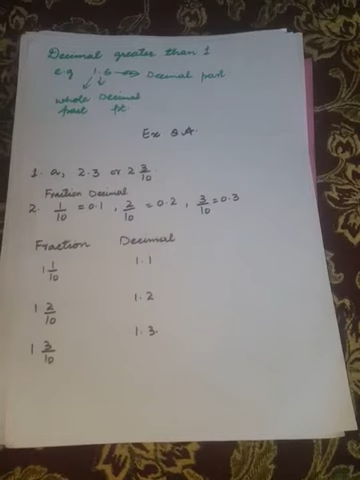 Decimal greater than 1
e.g 1.6 → Decimal part
whole Decimal
part pt.
Ex 8A.
1. a, 2.3 or 2 3/10.
Fraction Decimal
2. 1/10 = 0.1, 2/10 = 0.2, 3/10 = 0.3
Fraction Decimal
1 1/10 1.1
1 2/10 1.2
1 3/10 1.3